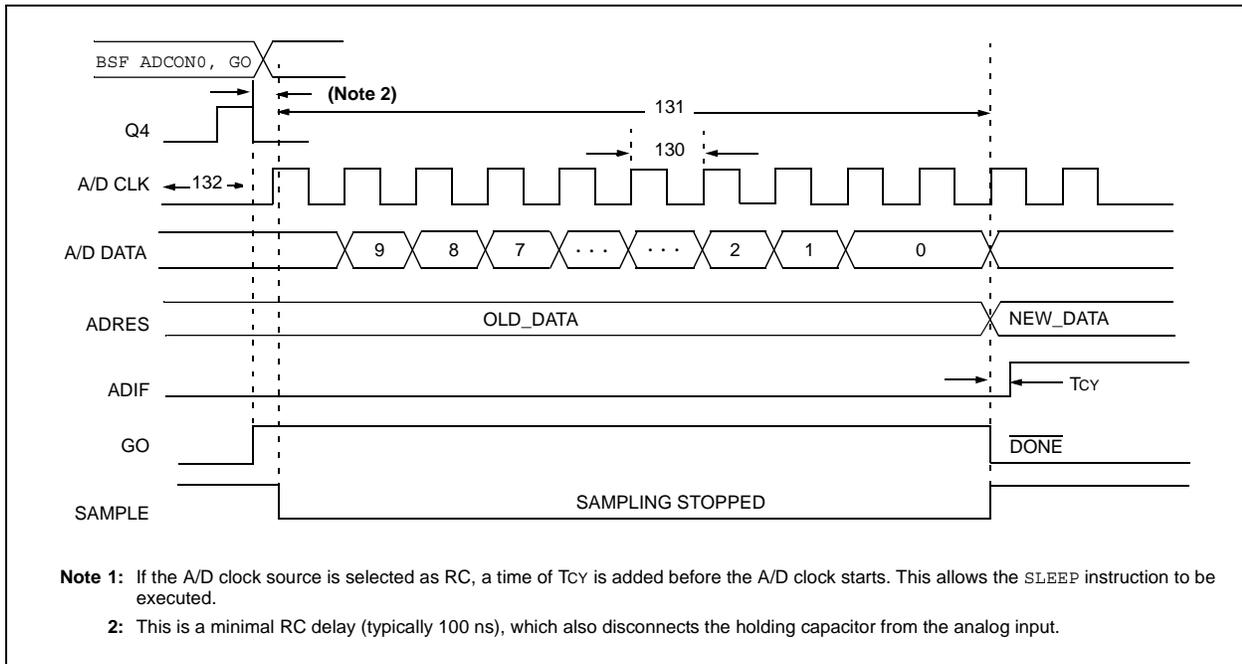 BSF ADCON0, GO
(Note 2)
131
Q4
130
A/D CLK
132
A/D DATA
9 8 7 · · · · · · 2 1 0
ADRES
OLD_DATA
NEW_DATA
ADIF
TCY
GO
DONE
SAMPLE
SAMPLING STOPPED
Note 1: If the A/D clock source is selected as RC, a time of TCY is added before the A/D clock starts. This allows the SLEEP instruction to be
executed.
2: This is a minimal RC delay (typically 100 ns), which also disconnects the holding capacitor from the analog input.